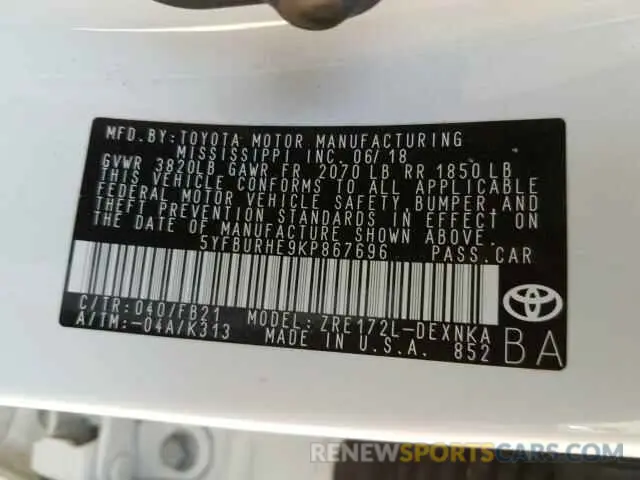 MFD.BY:TOYOTA MOTOR MANUFACTURING
MISSISSIPPI INC. 06/18
GVWR 3820LB GAWR FR 2070 LB RR 1850 LB
THIS VEHICLE CONFORMS TO ALL APPLICABLE
FEDERAL MOTOR VEHICLE SAFETY, BUMPER, AND
THEFT PREVENTION STANDARDS IN EFFECT ON
THE DATE OF MANUFACTURE SHOWN ABOVE.
5YFBURHE9KP867696 PASS.CAR
C/TR: 040/FB21 MODEL: ZRE172L-DEXNKA
A/TM:-04A/K313 MADE IN U.S.A. 852
BA
RENEWSPORTSCARS.COM